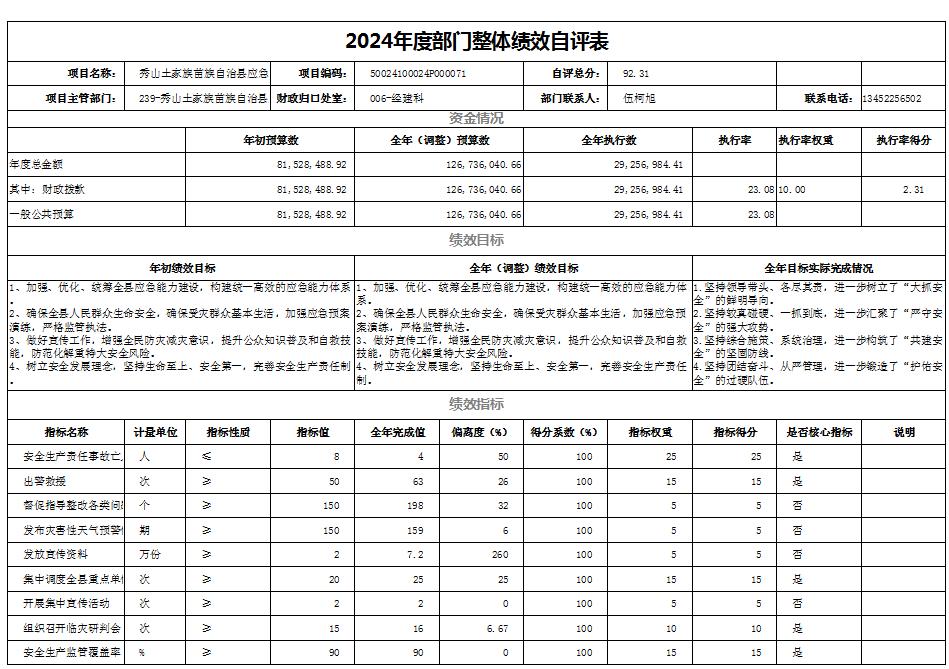 2024年度部门整体绩效自评表
项目名称： 秀山土家族苗族自治县应急 项目编码： 50024100024P000071 自评总分： 92.31
项目主管部门： 239-秀山土家族苗族自治县 财政归口处室： 006-经建科 部门联系人： 伍柯旭 联系电话： 13452256502
资金情况
年初预算数 全年（调整）预算数 全年执行数 执行率 执行率权重 执行率得分
年度总金额 81,528,488.92 126,736,040.66 29,256,984.41
其中：财政拨款 81,528,488.92 126,736,040.66 29,256,984.41 23.08 10.00 2.31
一般公共预算 81,528,488.92 126,736,040.66 29,256,984.41 23.08
绩效目标
年初绩效目标 全年（调整）绩效目标 全年目标实际完成情况
1、加强、优化、统筹全县应急能力建设，构建统一高效的应急能力体系
。
2、确保全县人民群众生命安全，确保受灾群众基本生活，加强应急预案
演练，严格监管执法。
3、做好宣传工作，增强全民防灾减灾意识，提升公众知识普及和自救技
能，防范化解重特大安全风险。
4、树立安全发展理念，坚持生命至上、安全第一，完善安全生产责任制
。
1、加强、优化、统筹全县应急能力建设，构建统一高效的应急能力体
系。
2、确保全县人民群众生命安全，确保受灾群众基本生活，加强应急预
案演练，严格监管执法。
3、做好宣传工作，增强全民防灾减灾意识，提升公众知识普及和自救
技能，防范化解重特大安全风险。
4、树立安全发展理念，坚持生命至上、安全第一，完善安全生产责任
制。
1.坚持领导带头、各尽其责，进一步树立了“大抓安
全”的鲜明导向。
2.坚持较真碰硬、一抓到底，进一步汇聚了“严守安
全”的强大攻势。
3.坚持综合施策、系统治理，进一步构筑了“共建安
全”的坚固防线。
4.坚持团结奋斗、从严管理，进一步锻造了“护佑安
全”的过硬队伍。
绩效指标
指标名称 计量单位 指标性质 指标值 全年完成值 偏离度（%） 得分系数（%） 指标权重 指标得分 是否核心指标 说明
安全生产责任事故亡 人 ≤ 8 4 50 100 25 25 是
出警救援 次 ≥ 50 63 26 100 15 15 是
督促指导整改各类问 个 ≥ 150 198 32 100 5 5 否
发布灾害性天气预警 期 ≥ 150 159 6 100 5 5 否
发放宣传资料 万份 ≥ 2 7.2 260 100 5 5 否
集中调度全县重点单 次 ≥ 20 25 25 100 15 15 是
开展集中宣传活动 次 ≥ 2 2 0 100 5 5 否
组织召开临灾研判会 次 ≥ 15 16 6.67 100 10 10 是
安全生产监管覆盖率 % ≥ 90 90 0 100 15 15 是